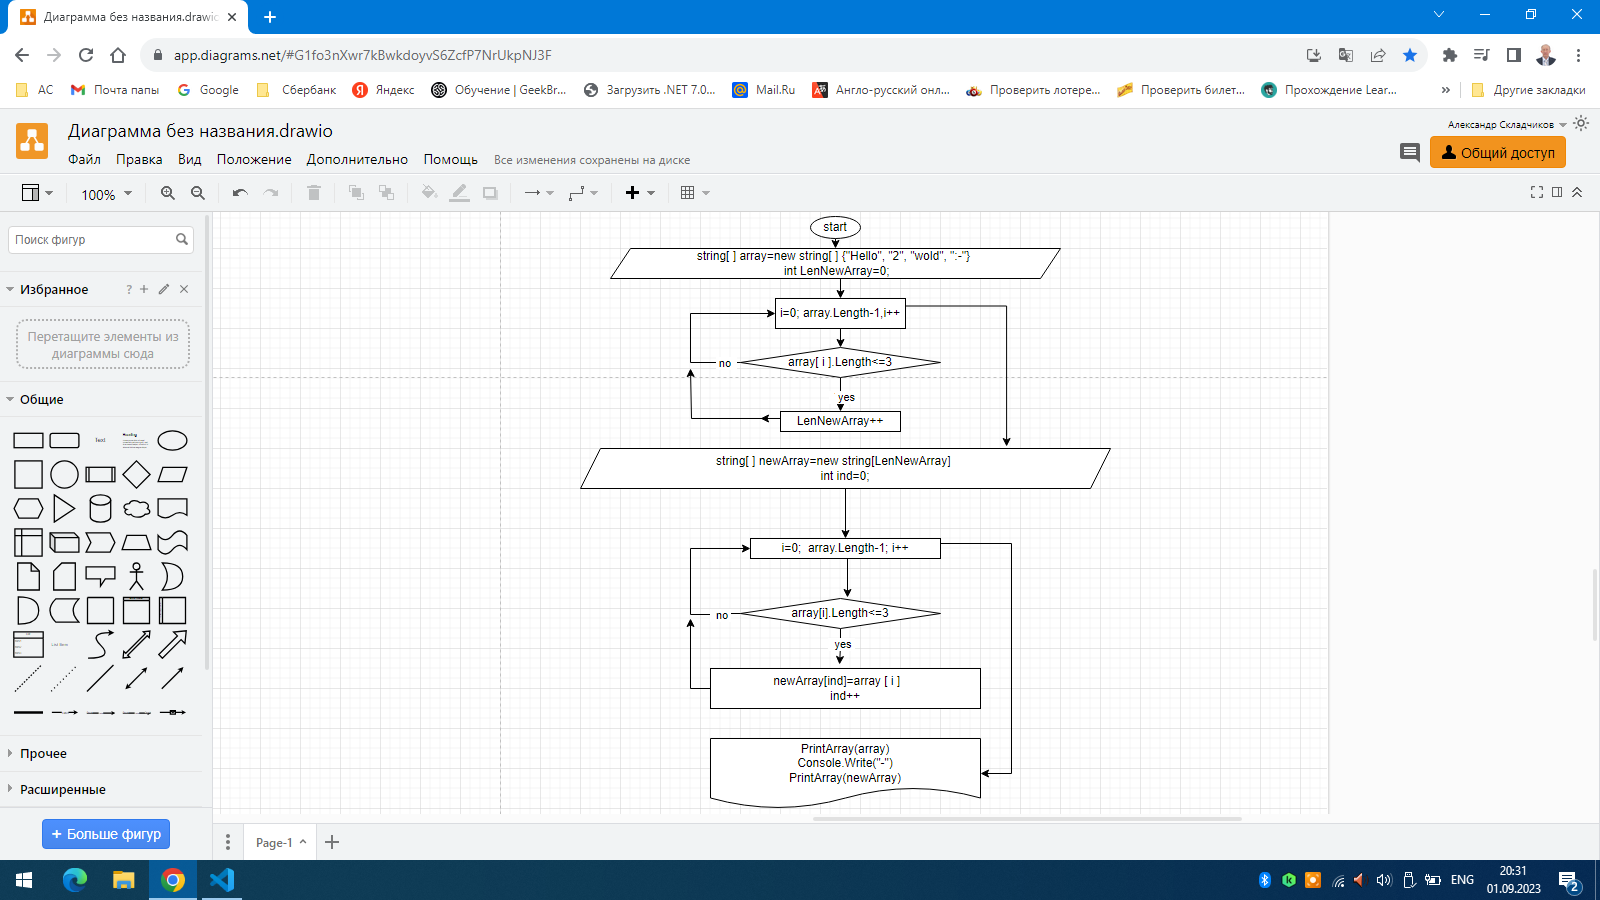 Диаграмма без названия.drawio
app.diagrams.net/#G1fo3nXwr7kBwkdoyvS6ZcfP7NrUkpNJ3F
АС
Почта папы
Google
Сбербанк
Яндекс
Обучение | GeekBr...
Загрузить .NET 7.0...
Mail.Ru
Англо-русский онл...
Проверить лотере...
Проверить билет...
Прохождение Lear...
»
Другие закладки
Диаграмма без названия.drawio
Файл Правка Вид Положение Дополнительно Помощь Все изменения сохранены на диске
Александр Складчиков
Общий доступ
100%
Поиск фигур
Избранное
?
Перетащите элементы из
диаграммы сюда
Общие
Text
Heading
List Item
Прочее
Расширенные
+ Больше фигур
start
string[ ] array=new string[ ] {"Hello", "2", "wold", ":-"}
int LenNewArray=0;
i=0; array.Length-1,i++
array[ i ].Length<=3
no
yes
LenNewArray++
string[ ] newArray=new string[LenNewArray]
int ind=0;
i=0; array.Length-1; i++
array[i].Length<=3
no
yes
newArray[ind]=array [ i ]
ind++
PrintArray(array)
Console.Write("-")
PrintArray(newArray)
Page-1
ENG
20:31
01.09.2023
2